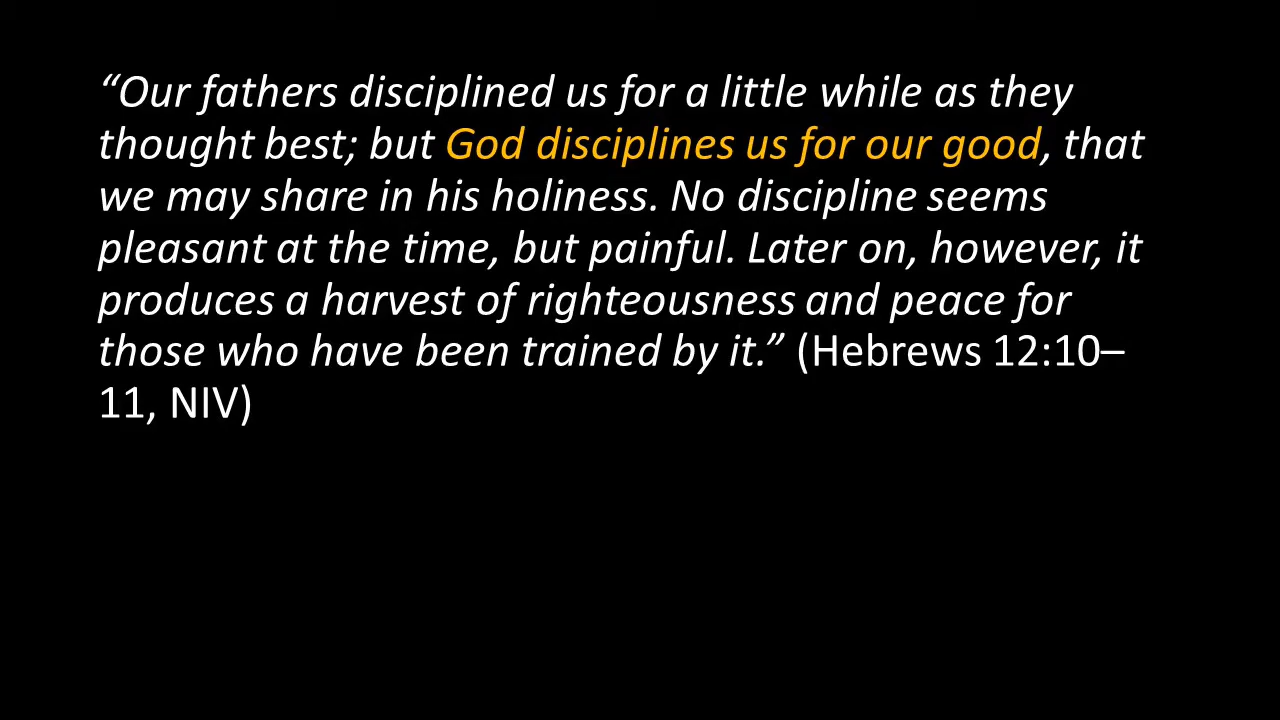 “Our fathers disciplined us for a little while as they
thought best; but God disciplines us for our good, that
we may share in his holiness. No discipline seems
pleasant at the time, but painful. Later on, however, it
produces a harvest of righteousness and peace for
those who have been trained by it.” (Hebrews 12:10–
11, NIV)